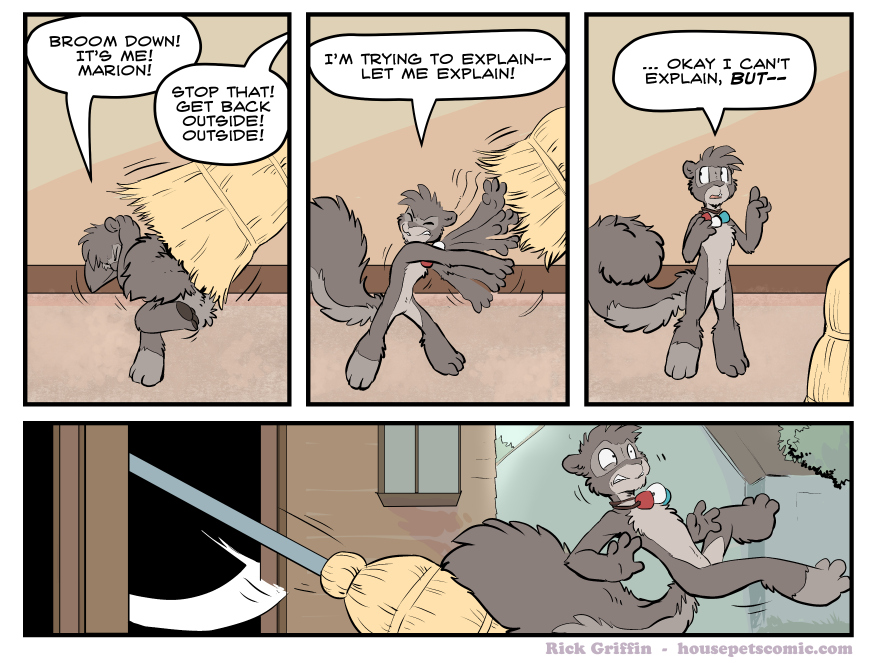 BROOM DOWN!
IT'S ME!
MARION!
STOP THAT!
GET BACK
OUTSIDE!
OUTSIDE!
I'M TRYING TO EXPLAIN--
LET ME EXPLAIN!
... OKAY I CAN'T
EXPLAIN, BUT--
Rick Griffin - housepetscomic.com